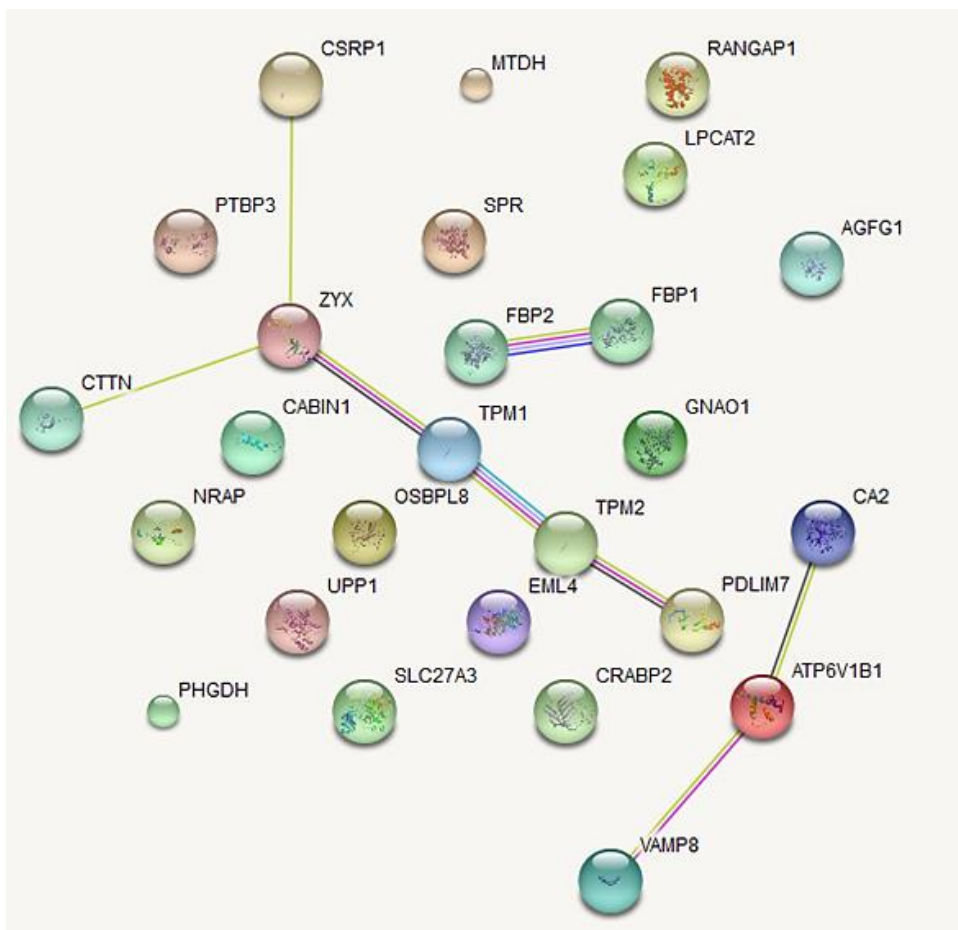 CSRP1
MTDH
RANGAP1
LPCAT2
PTBP3
SPR
AGFG1
ZYX
FBP2
FBP1
CTTN
CABIN1
TPM1
GNAO1
NRAP
OSBPL8
TPM2
CA2
UPP1
EML4
PDLIM7
PHGDH
SLC27A3
CRABP2
ATP6V1B1
VAMP8